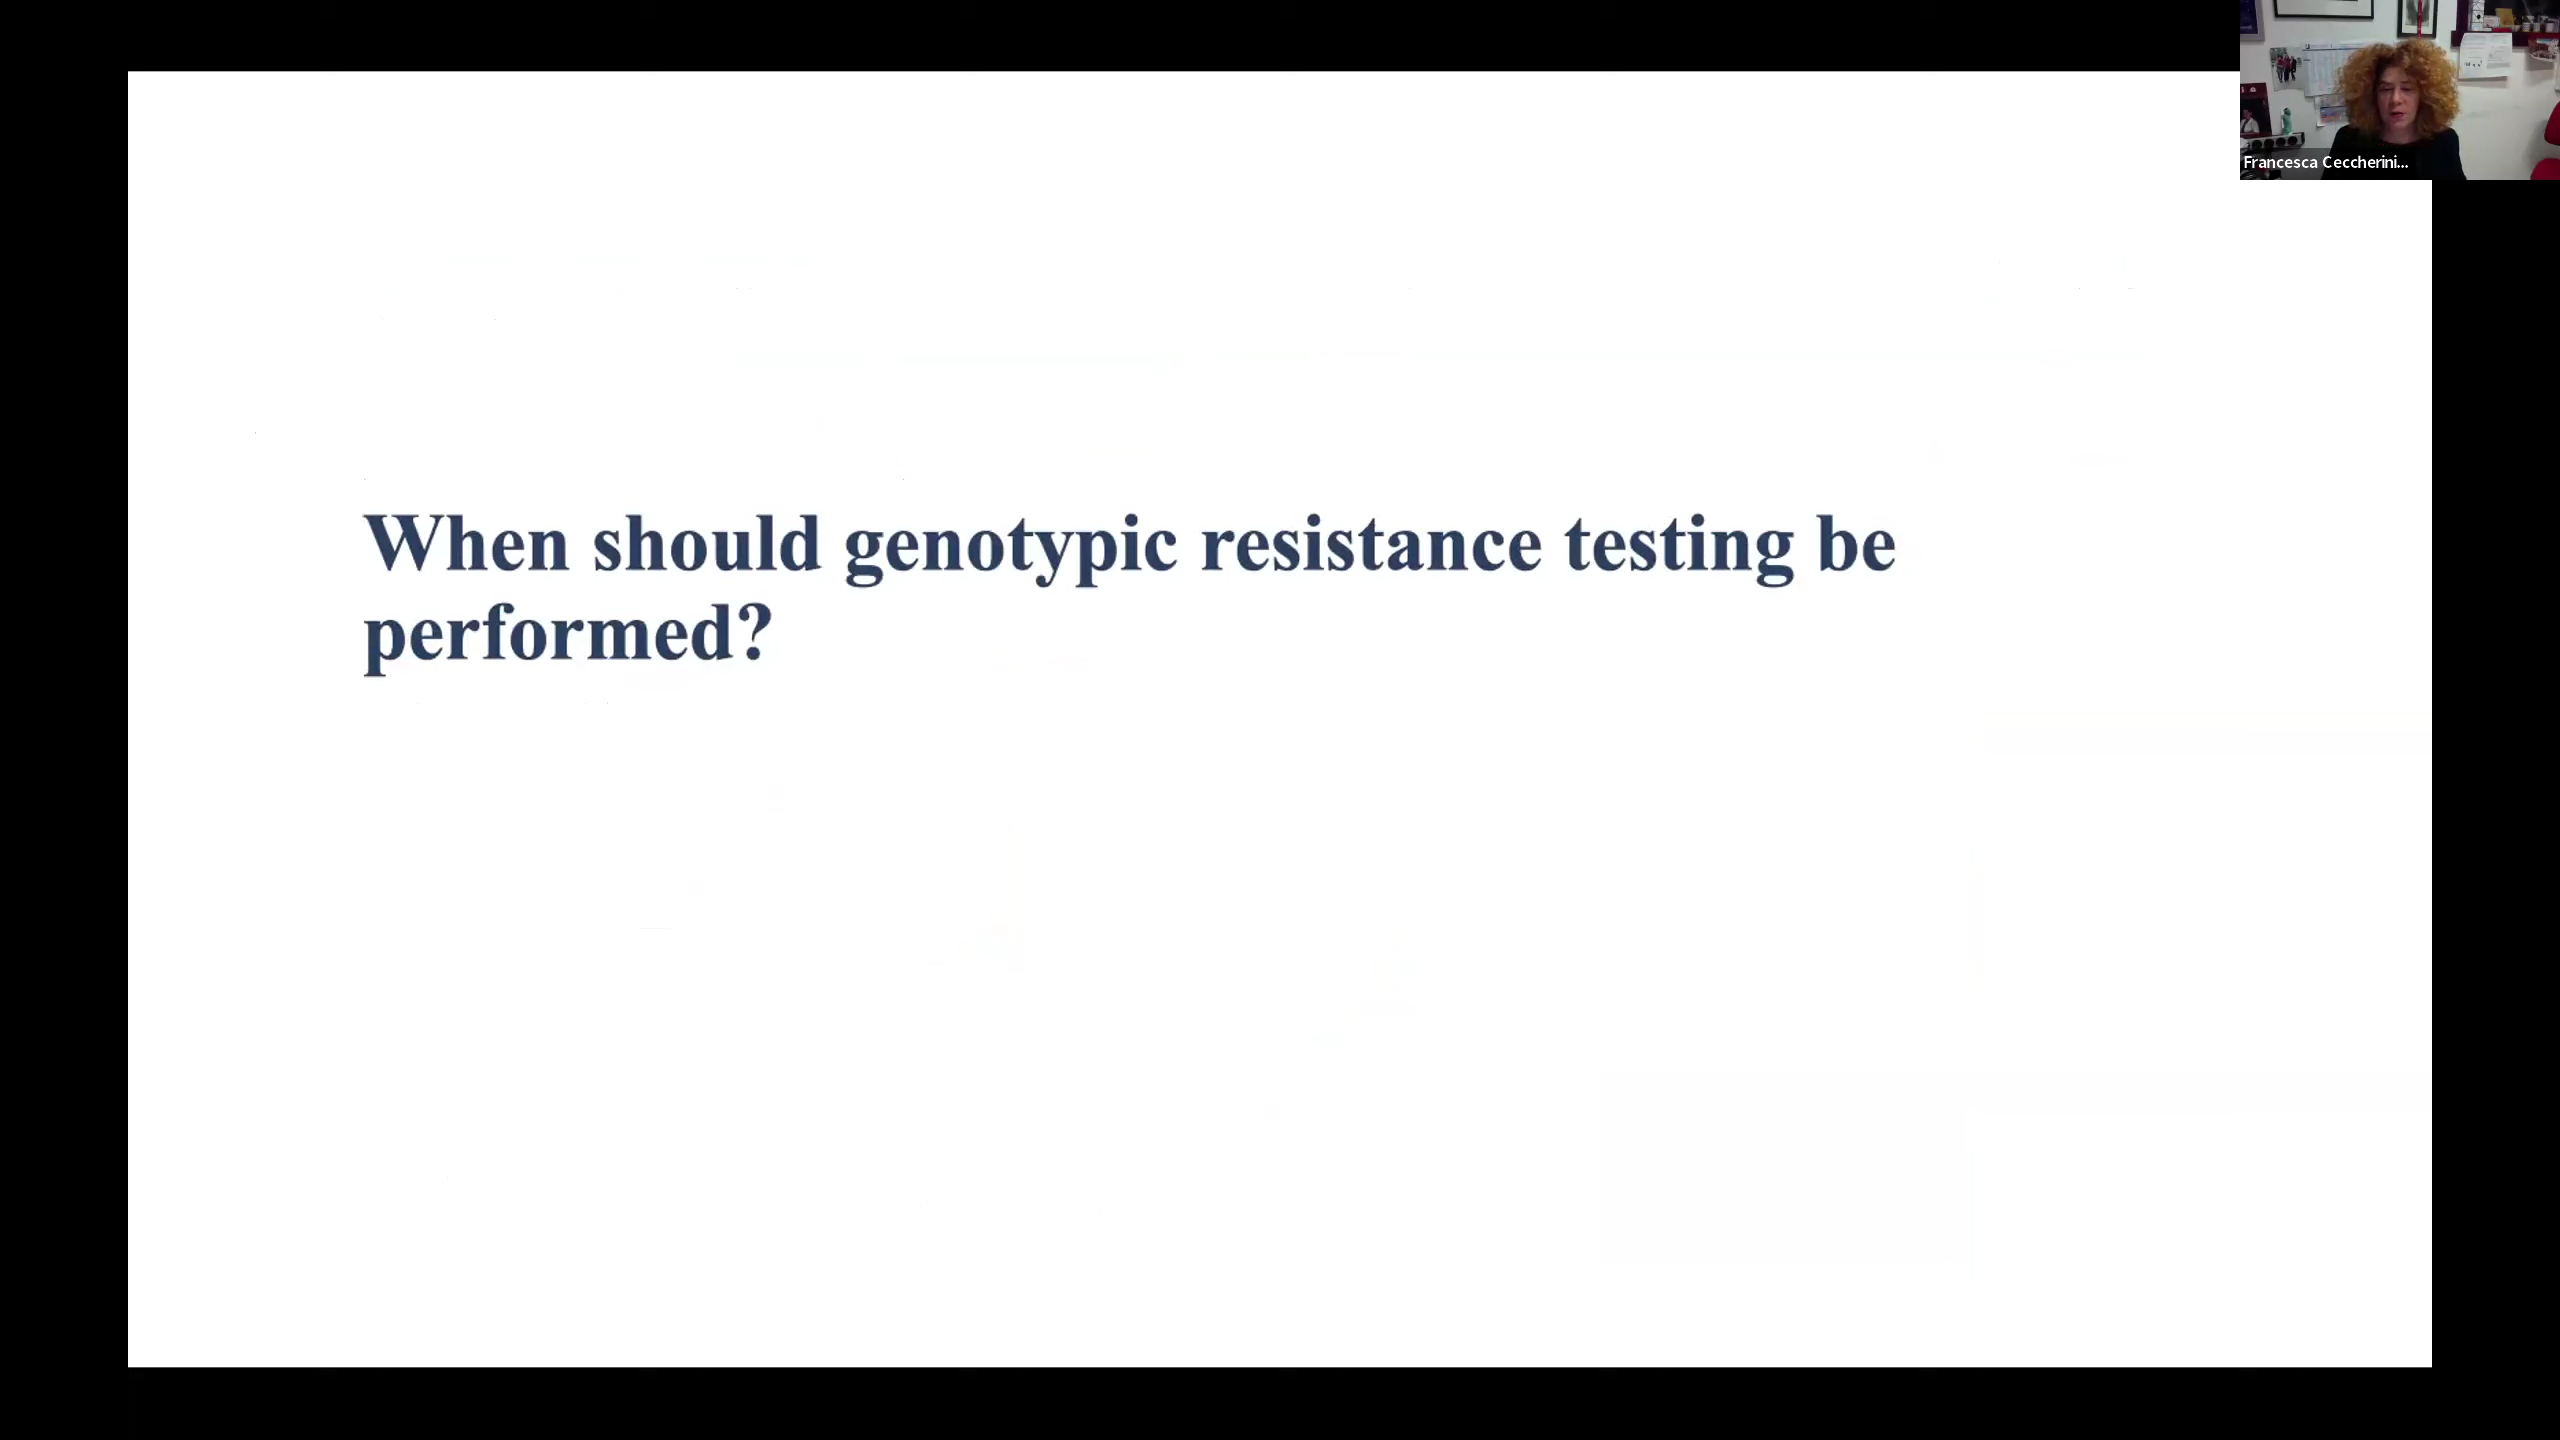 When should genotypic resistance testing be
performed?
Francesca Ceccherini...